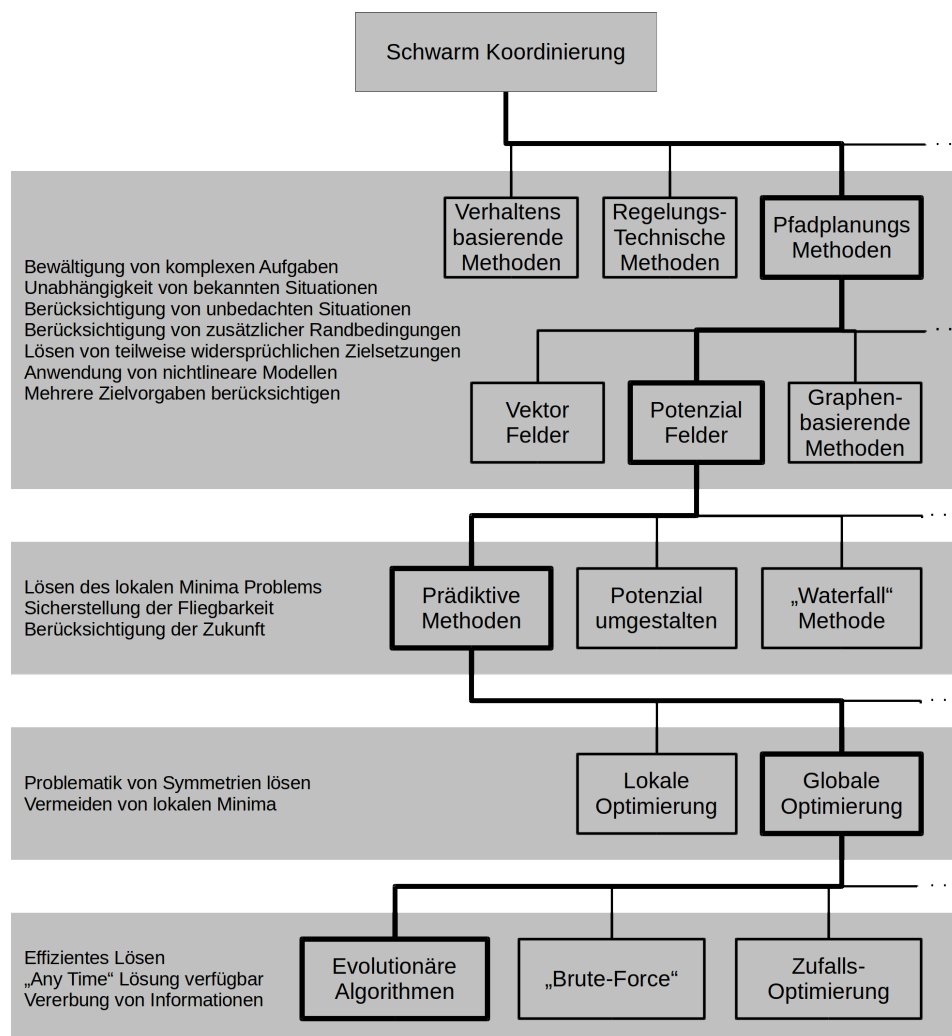 Schwarm Koordinierung
. .
Bewältigung von komplexen Aufgaben
Unabhängigkeit von bekannten Situationen
Berücksichtigung von unbedachten Situationen
Berücksichtigung von zusätzlicher Randbedingungen
Lösen von teilweise widersprüchlichen Zielsetzungen
Anwendung von nichtlineare Modellen
Mehrere Zielvorgaben berücksichtigen
Verhaltens
basierende
Methoden
Regelungs-
Technische
Methoden
Pfadplanungs
Methoden
. .
Vektor
Felder
Potenzial
Felder
Graphen-
basierende
Methoden
. .
Lösen des lokalen Minima Problems
Sicherstellung der Fliegbarkeit
Berücksichtigung der Zukunft
Prädiktive
Methoden
Potenzial
umgestalten
„Waterfall“
Methode
. .
Problematik von Symmetrien lösen
Vermeiden von lokalen Minima
Lokale
Optimierung
Globale
Optimierung
. .
Effizientes Lösen
„Any Time“ Lösung verfügbar
Vererbung von Informationen
Evolutionäre
Algorithmen
„Brute-Force“
Zufalls-
Optimierung